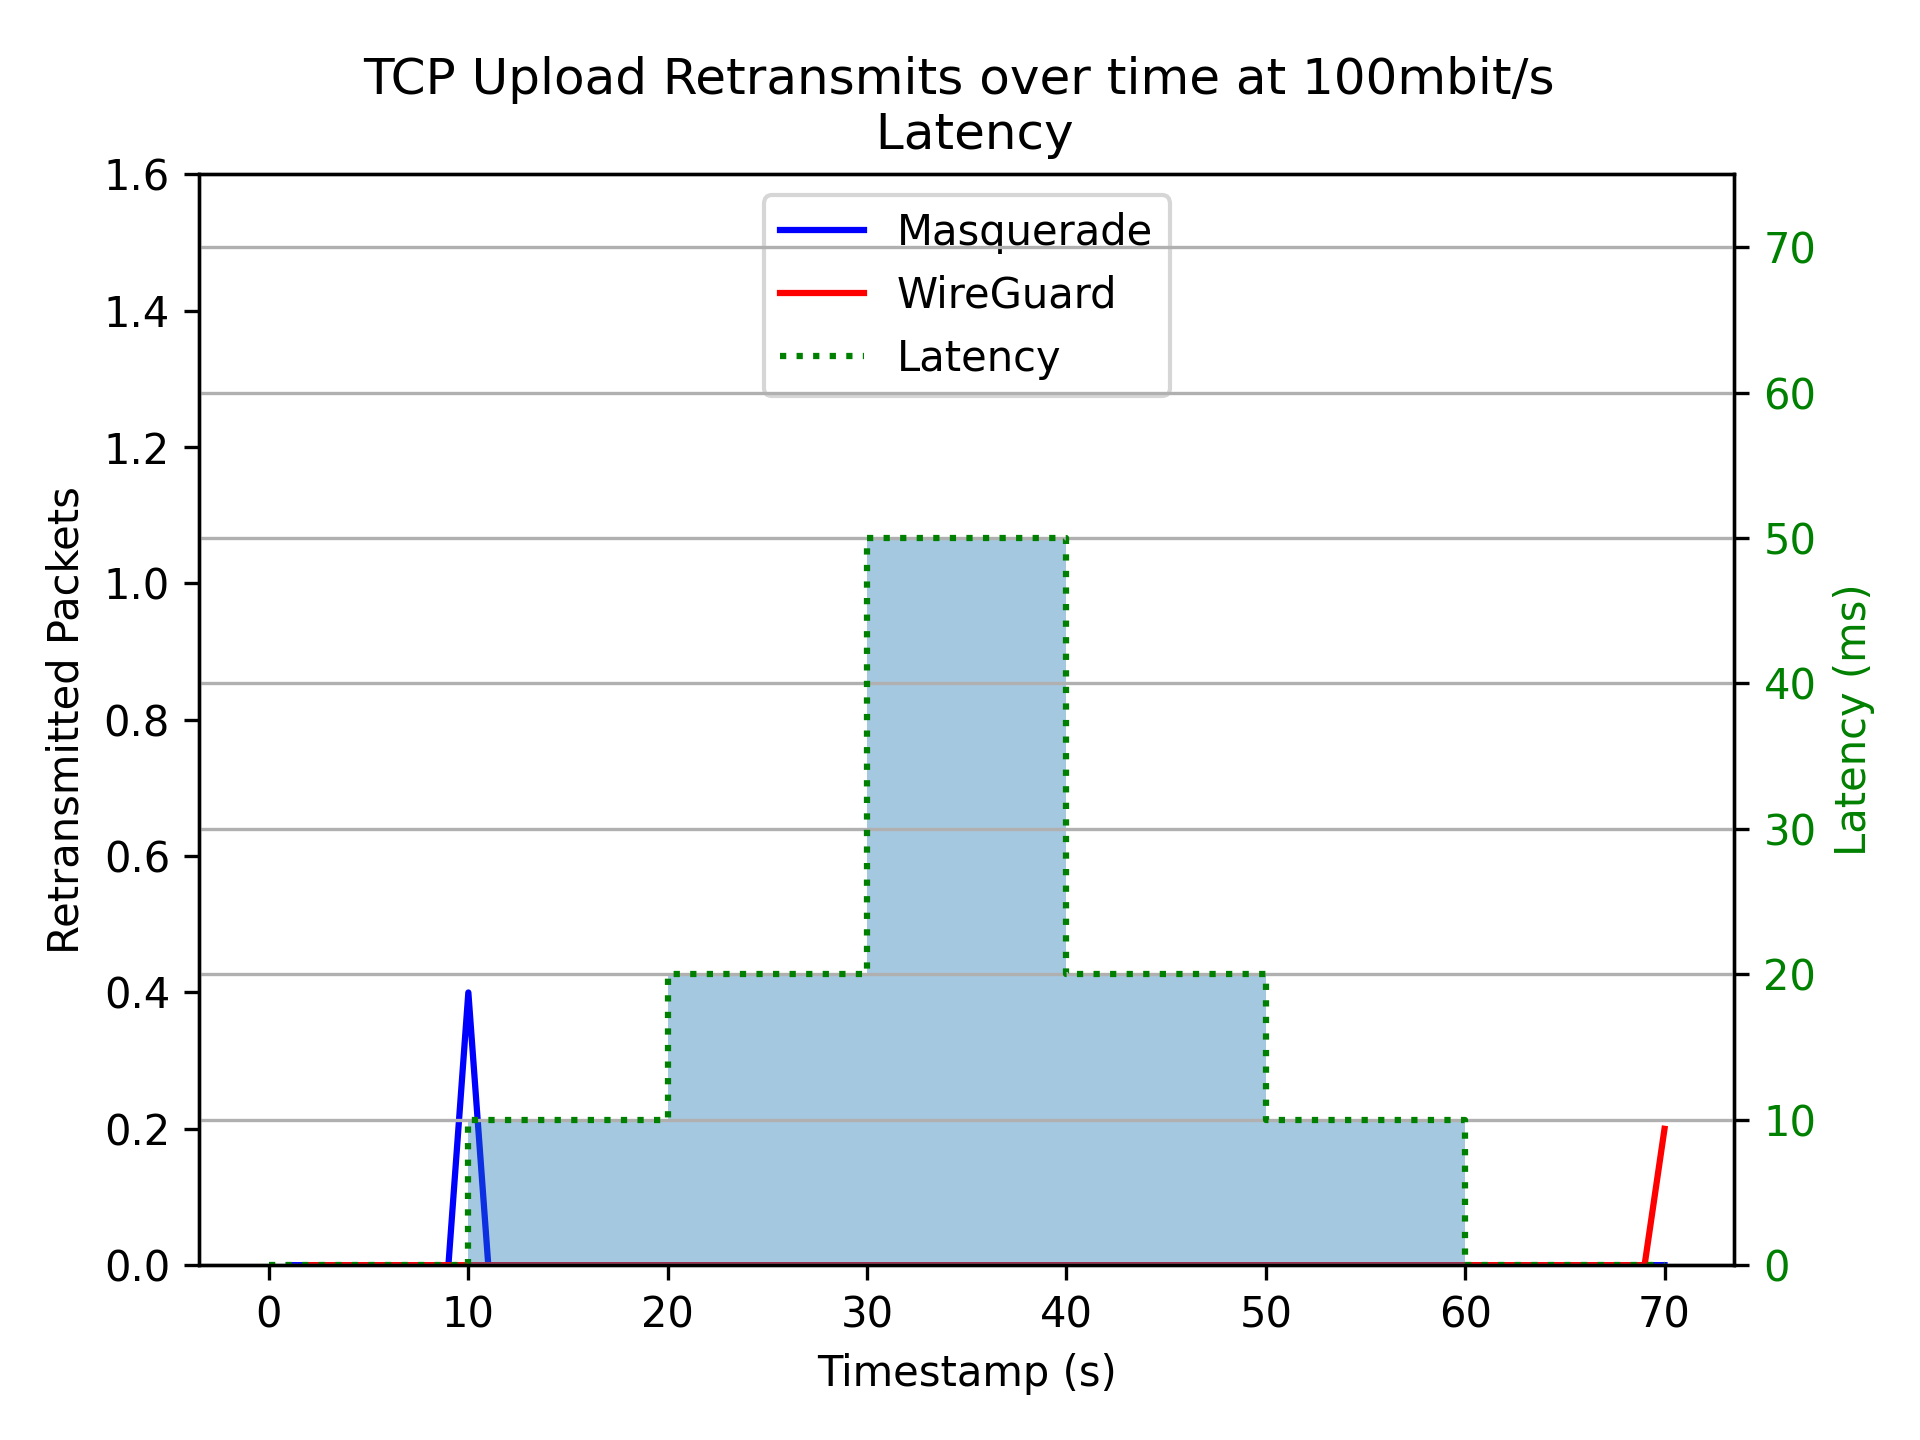 TCP Upload Retransmits over time at 100mbit/s
Latency
Masquerade
WireGuard
Latency
Retransmitted Packets
1.6
1.4
1.2
1.0
0.8
0.6
0.4
0.2
0.0
70
60
50
40
30
20
10
0
Latency (ms)
0 10 20 30 40 50 60 70
Timestamp (s)